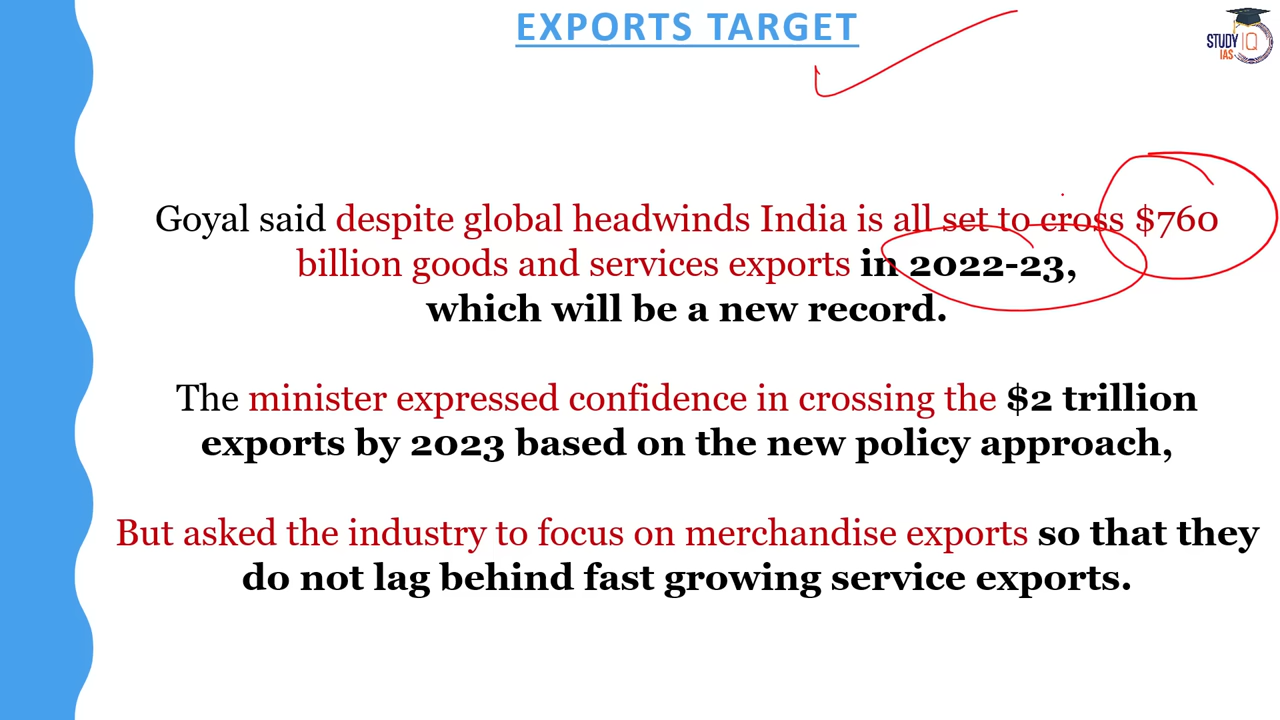 EXPORTS TARGET
STUDY IQ
IAS
Goyal said despite global headwinds India is all set to cross $760
billion goods and services exports in 2022-23,
which will be a new record.
The minister expressed confidence in crossing the $2 trillion
exports by 2023 based on the new policy approach,
But asked the industry to focus on merchandise exports so that they
do not lag behind fast growing service exports.